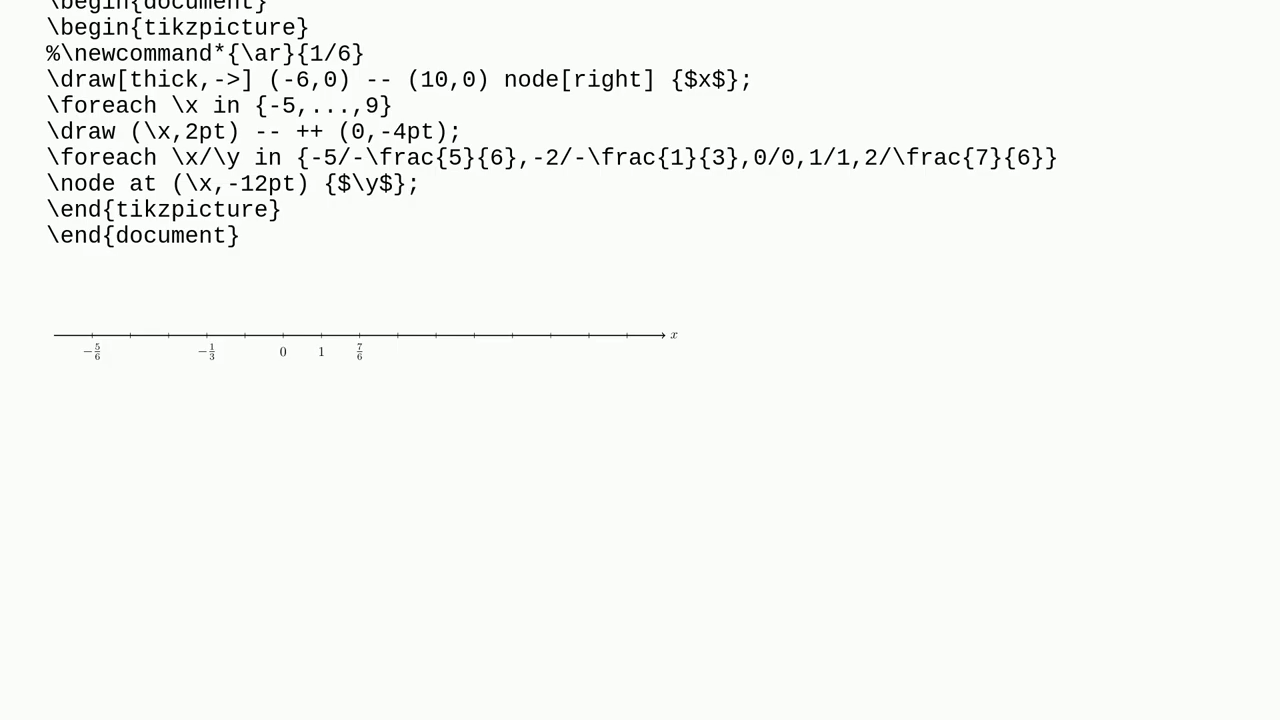 \begin{document}
\begin{tikzpicture}
%\newcommand*{\ar}{1/6}
\draw[thick,->] (-6,0) -- (10,0) node[right] {$x$};
\foreach \x in {-5,...,9}
\draw (\x,2pt) -- ++ (0,-4pt);
\foreach \x/\y in {-5/-\frac{5}{6},-2/-\frac{1}{3},0/0,1/1,2/\frac{7}{6}}
\node at (\x,-12pt) {$\y$};
\end{tikzpicture}
\end{document}
x
−5/6 −1/3 0 1 7/6